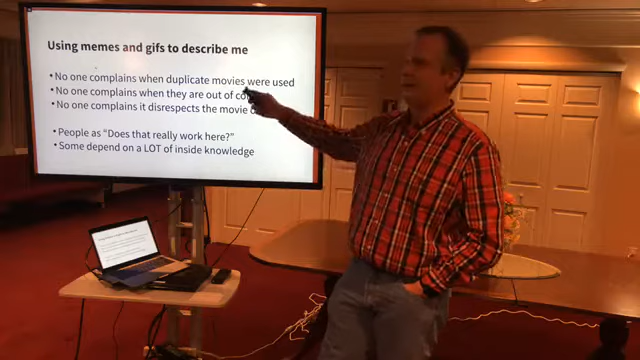 Using memes and gifs to describe me
• No one complains when duplicate movies were used
• No one complains when they are out of
• No one complains it disrespects the movie
• People as “Does that really work here?”
• Some depend on a LOT of inside knowledge